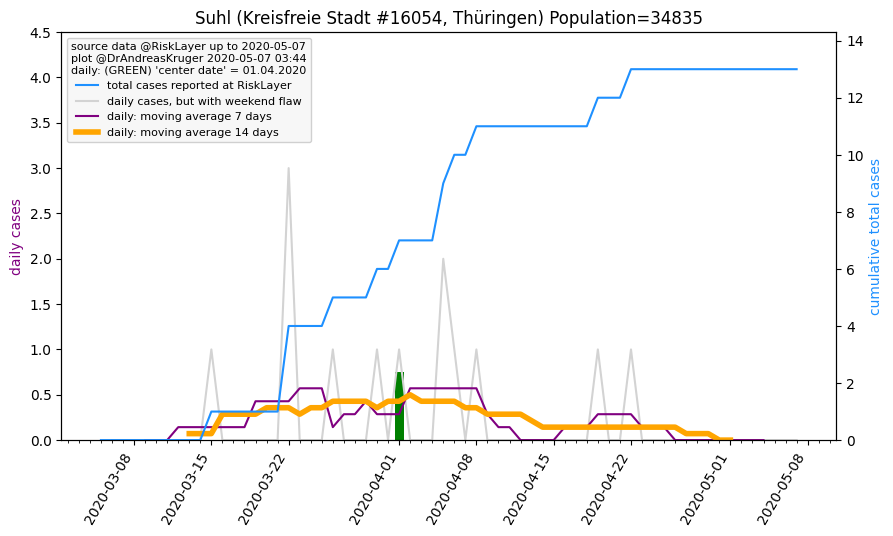 Suhl (Kreisfreie Stadt #16054, Thüringen) Population=34835
source data @RiskLayer up to 2020-05-07
plot @DrAndreasKruger 2020-05-07 03:44
daily: (GREEN) 'center date' = 01.04.2020
total cases reported at RiskLayer
daily cases, but with weekend flaw
daily: moving average 7 days
daily: moving average 14 days
daily cases
4.5
4.0
3.5
3.0
2.5
2.0
1.5
1.0
0.5
0.0
14
12
10
8
6
4
2
0
cumulative total cases
2020-03-08
2020-03-15
2020-03-22
2020-04-01
2020-04-08
2020-04-15
2020-04-22
2020-05-01
2020-05-08